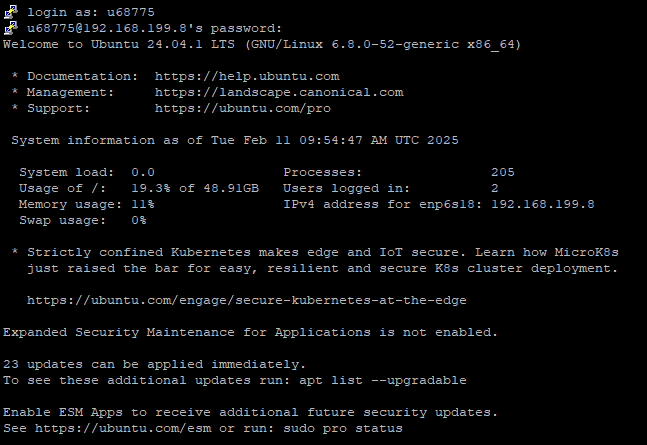 login as: u68775
u68775@192.168.199.8's password:
Welcome to Ubuntu 24.04.1 LTS (GNU/Linux 6.8.0-52-generic x86_64)
* Documentation:  https://help.ubuntu.com
* Management:     https://landscape.canonical.com
* Support:        https://ubuntu.com/pro
System information as of Tue Feb 11 09:54:47 AM UTC 2025
System load:  0.0                Processes:                205
Usage of /:   19.3% of 48.91GB   Users logged in:          2
Memory usage: 11%                IPv4 address for enp6s18: 192.168.199.8
Swap usage:   0%
* Strictly confined Kubernetes makes edge and IoT secure. Learn how MicroK8s
just raised the bar for easy, resilient and secure K8s cluster deployment.
https://ubuntu.com/engage/secure-kubernetes-at-the-edge
Expanded Security Maintenance for Applications is not enabled.
23 updates can be applied immediately.
To see these additional updates run: apt list --upgradable
Enable ESM Apps to receive additional future security updates.
See https://ubuntu.com/esm or run: sudo pro status